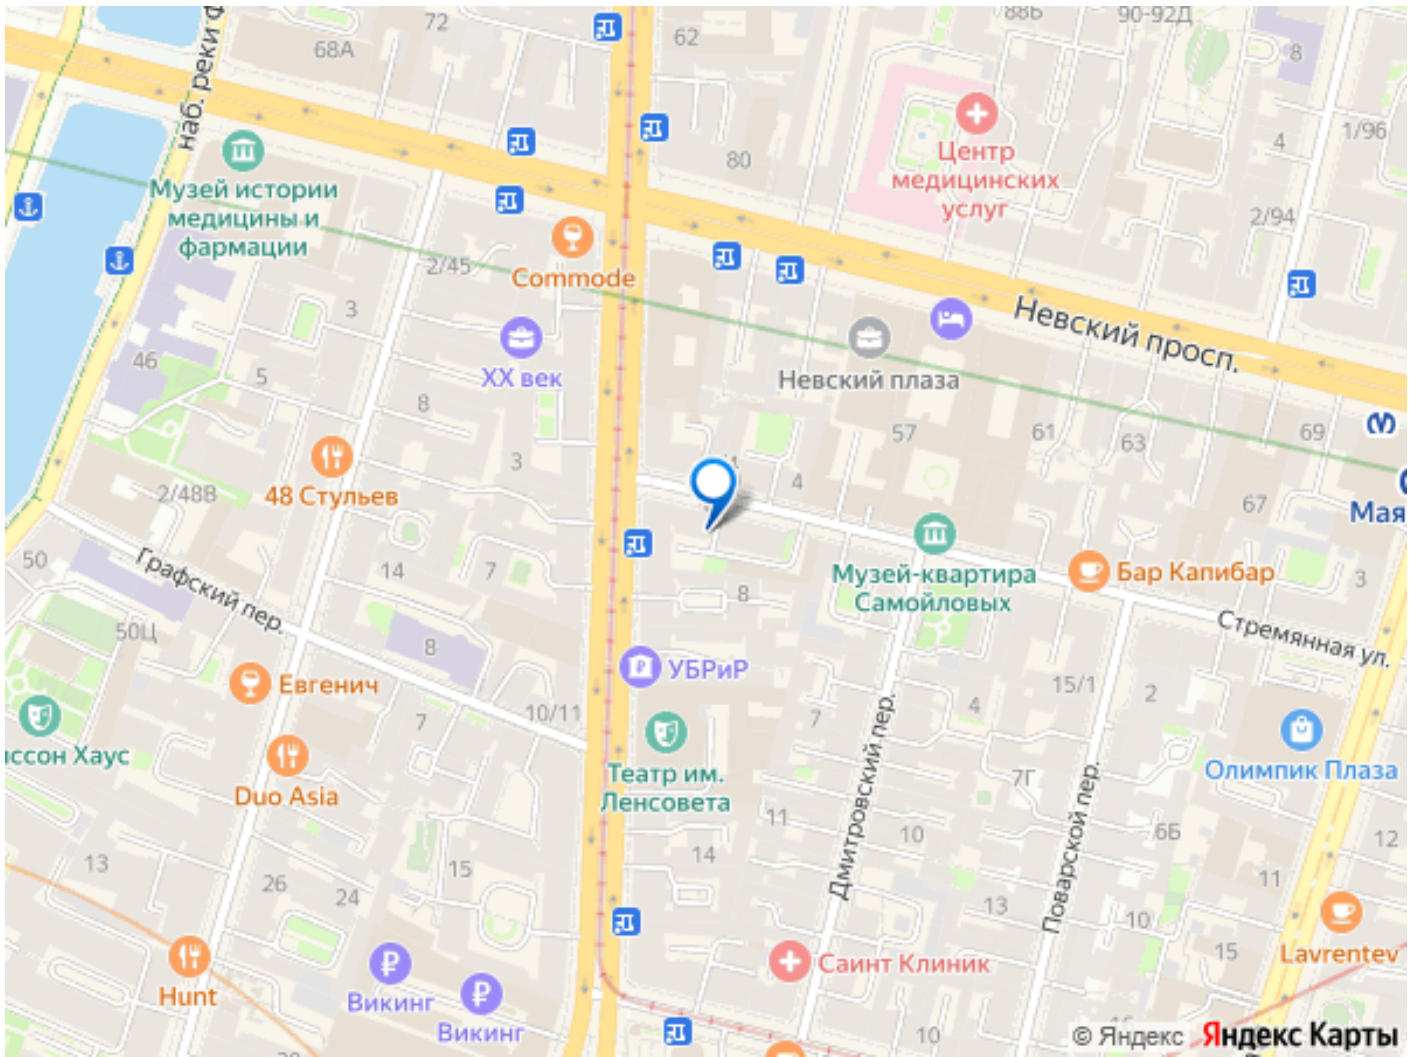 72
68А
62
88Б
90-92Д
8
наб. реки Ф
1/96
4
80
Центр
медицинских
услуг
Музей истории
медицины и
фармации
2/94
Commode
2/45
3
Невский просп.
46
5
XX век
Невский плаза
8
57
61
63
69
3
4
48 Стульев
2/48В
67
Мая
50
Графский пер.
14
7
8
Музей-квартира
Самойловых
Бар Капибар
3
Стремянная ул.
50Ц
8
УБРиР
Евгенич
7
10/11
7
4
15/1
2
Дмитровский пер.
ссон Хаус
Duo Asia
Театр им.
Ленсовета
7Г
Олимпик Плаза
Поварской пер.
11
10
6Б
12
13
15
14
26
24
11
13
10
15
Lavrentev
Hunt
Викинг
Викинг
Саинт Клиник
10
© Яндекс
Яндекс Карты